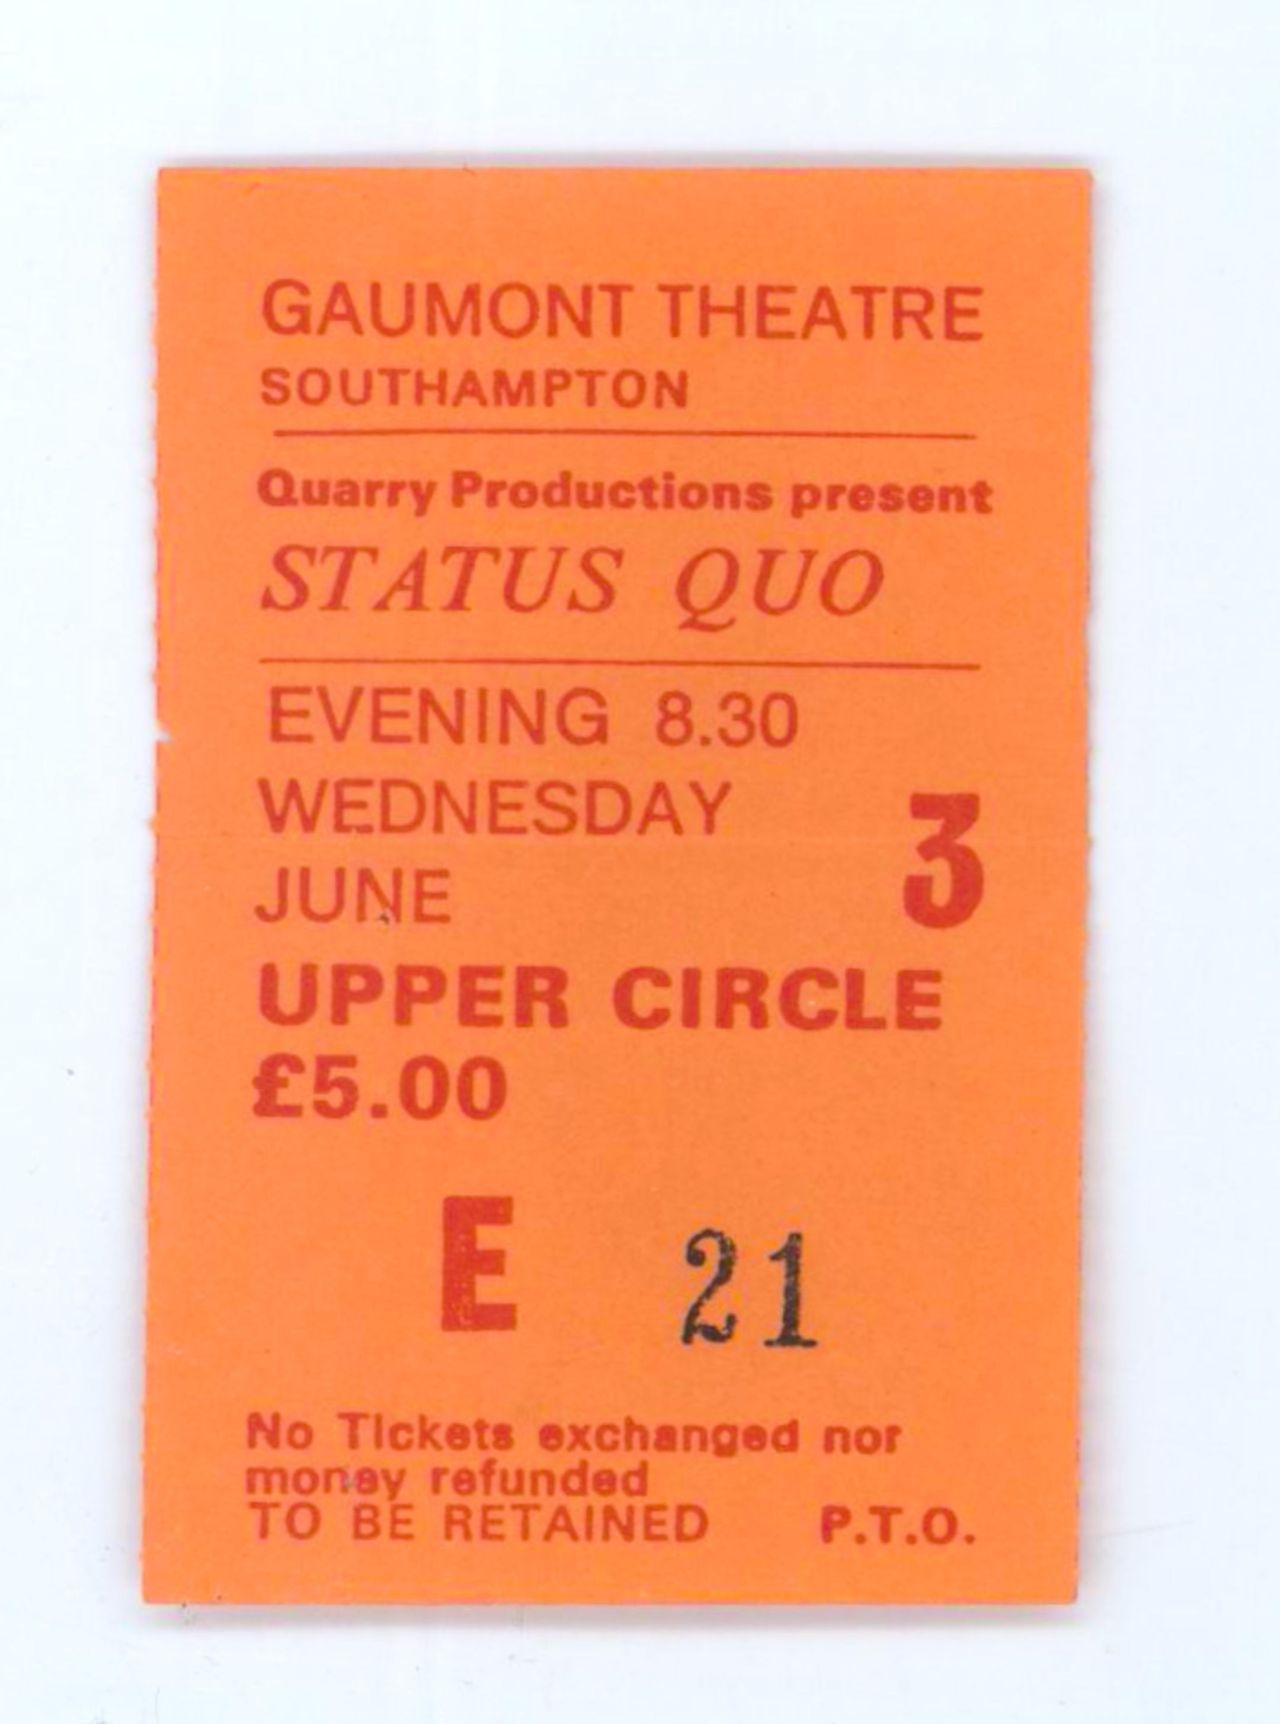 GAUMONT THEATRE
SOUTHAMPTON
Quarry Productions present
STATUS QUO
EVENING 8.30
WEDNESDAY
JUNE 3
UPPER CIRCLE
£5.00
E 21
No Tickets exchanged nor
money refunded
TO BE RETAINED P.T.O.